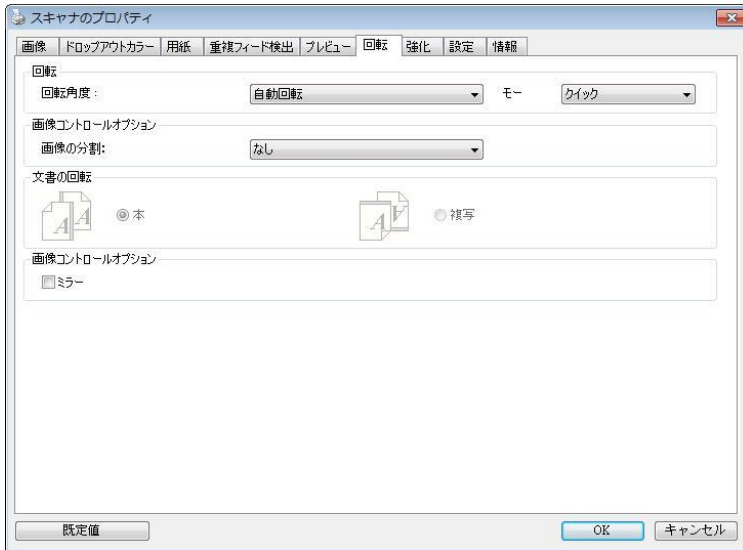 スキャナのプロパティ
画像 ドロップアウトカラー 用紙 重複フィード検出 プレビュー 回転 強化 設定 情報
回転
回転角度: 自動回転 モー クイック
画像コントロールオプション
画像の分割: なし
文書の回転
A A 本 A A 複写
画像コントロールオプション
ミラー
既定値 OK キャンセル